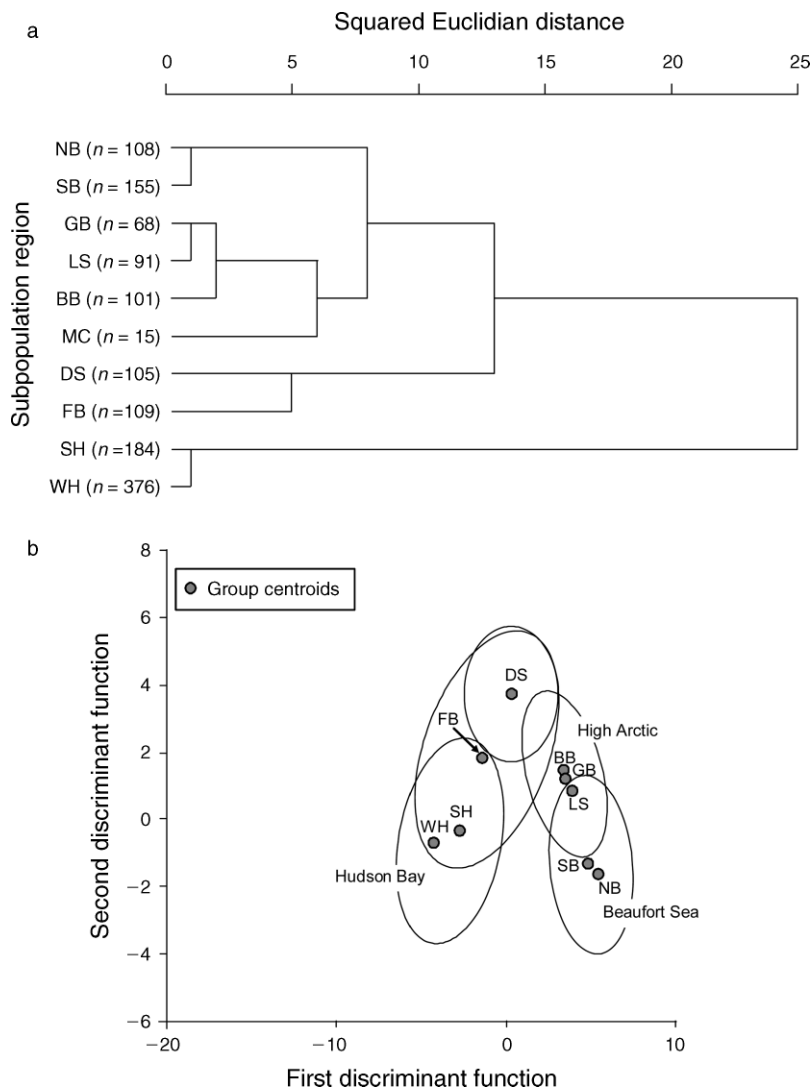 a
Squared Euclidian distance
0 5 10 15 20 25
Subpopulation region
NB (n = 108)
SB (n = 155)
GB (n = 68)
LS (n = 91)
BB (n = 101)
MC (n = 15)
DS (n =105)
FB (n =109)
SH (n =184)
WH (n = 376)
b
Second discriminant function
8
6
4
2
0
−2
−4
−6
Group centroids
DS
FB
High Arctic
BB
GB
LS
SH
WH
Hudson Bay
SB
NB
Beaufort Sea
−20 −10 0 10
First discriminant function